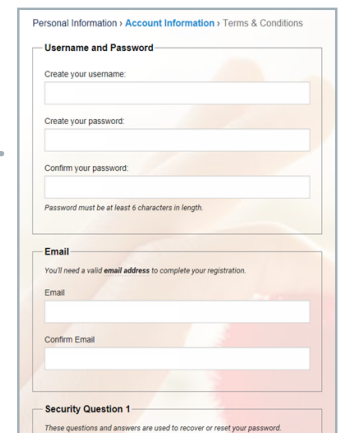 Personal Information › Account Information › Terms & Conditions
Username and Password
Create your username:
Create your password:
Confirm your password:
Password must be at least 6 characters in length.
Email
You'll need a valid email address to complete your registration.
Email
Confirm Email
Security Question 1
These questions and answers are used to recover or reset your password.